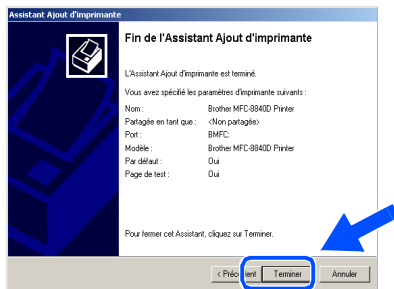 Assistant Ajout d'imprimante
Fin de l'Assistant Ajout d'imprimante
L'Assistant Ajout d'imprimante est terminé.
Vous avez spécifié les paramètres d'imprimante suivants :
Nom : Brother MFC-8840D Printer
Partagée en tant que : <Non partagée>
Port : BMFC:
Modèle : Brother MFC-8840D Printer
Par défaut : Oui
Page de test : Oui
Pour fermer cet Assistant, cliquez sur Terminer.
< Précédent Terminer Annuler